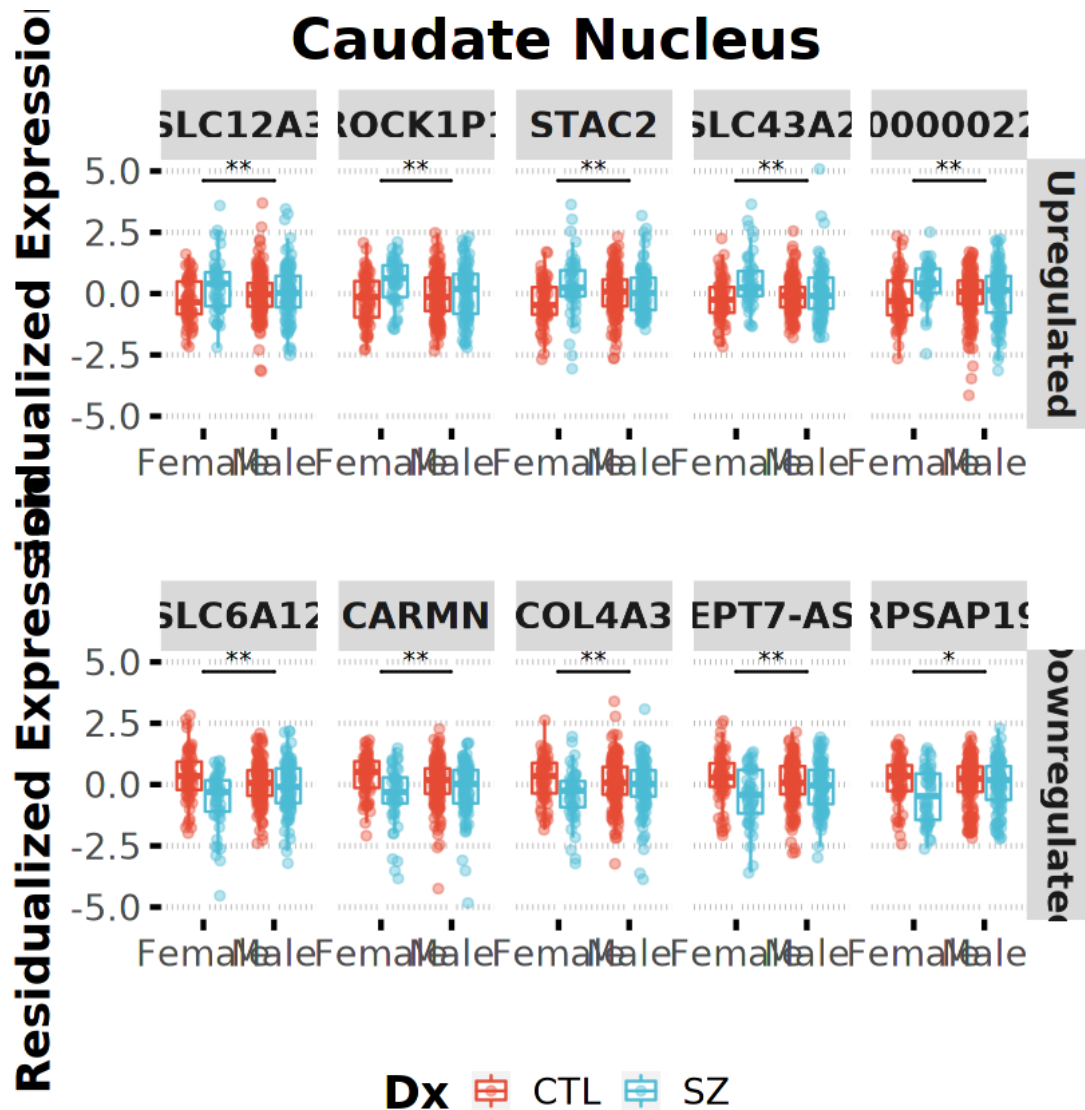 Caudate Nucleus
SLC12A3 ROCK1P1 STAC2 SLC43A2 0000022
** ** ** ** **
5.0
2.5
0.0
-2.5
-5.0
Upregulated
Female Male Female Male Female Male Female Male Female Male
Residualized Expression
SLC6A12 CARMN COL4A3 EPT7-AS RPSAP19
** ** ** ** *
5.0
2.5
0.0
-2.5
-5.0
Downregulated
Female Male Female Male Female Male Female Male Female Male
Residualized Expression
Dx CTL SZ